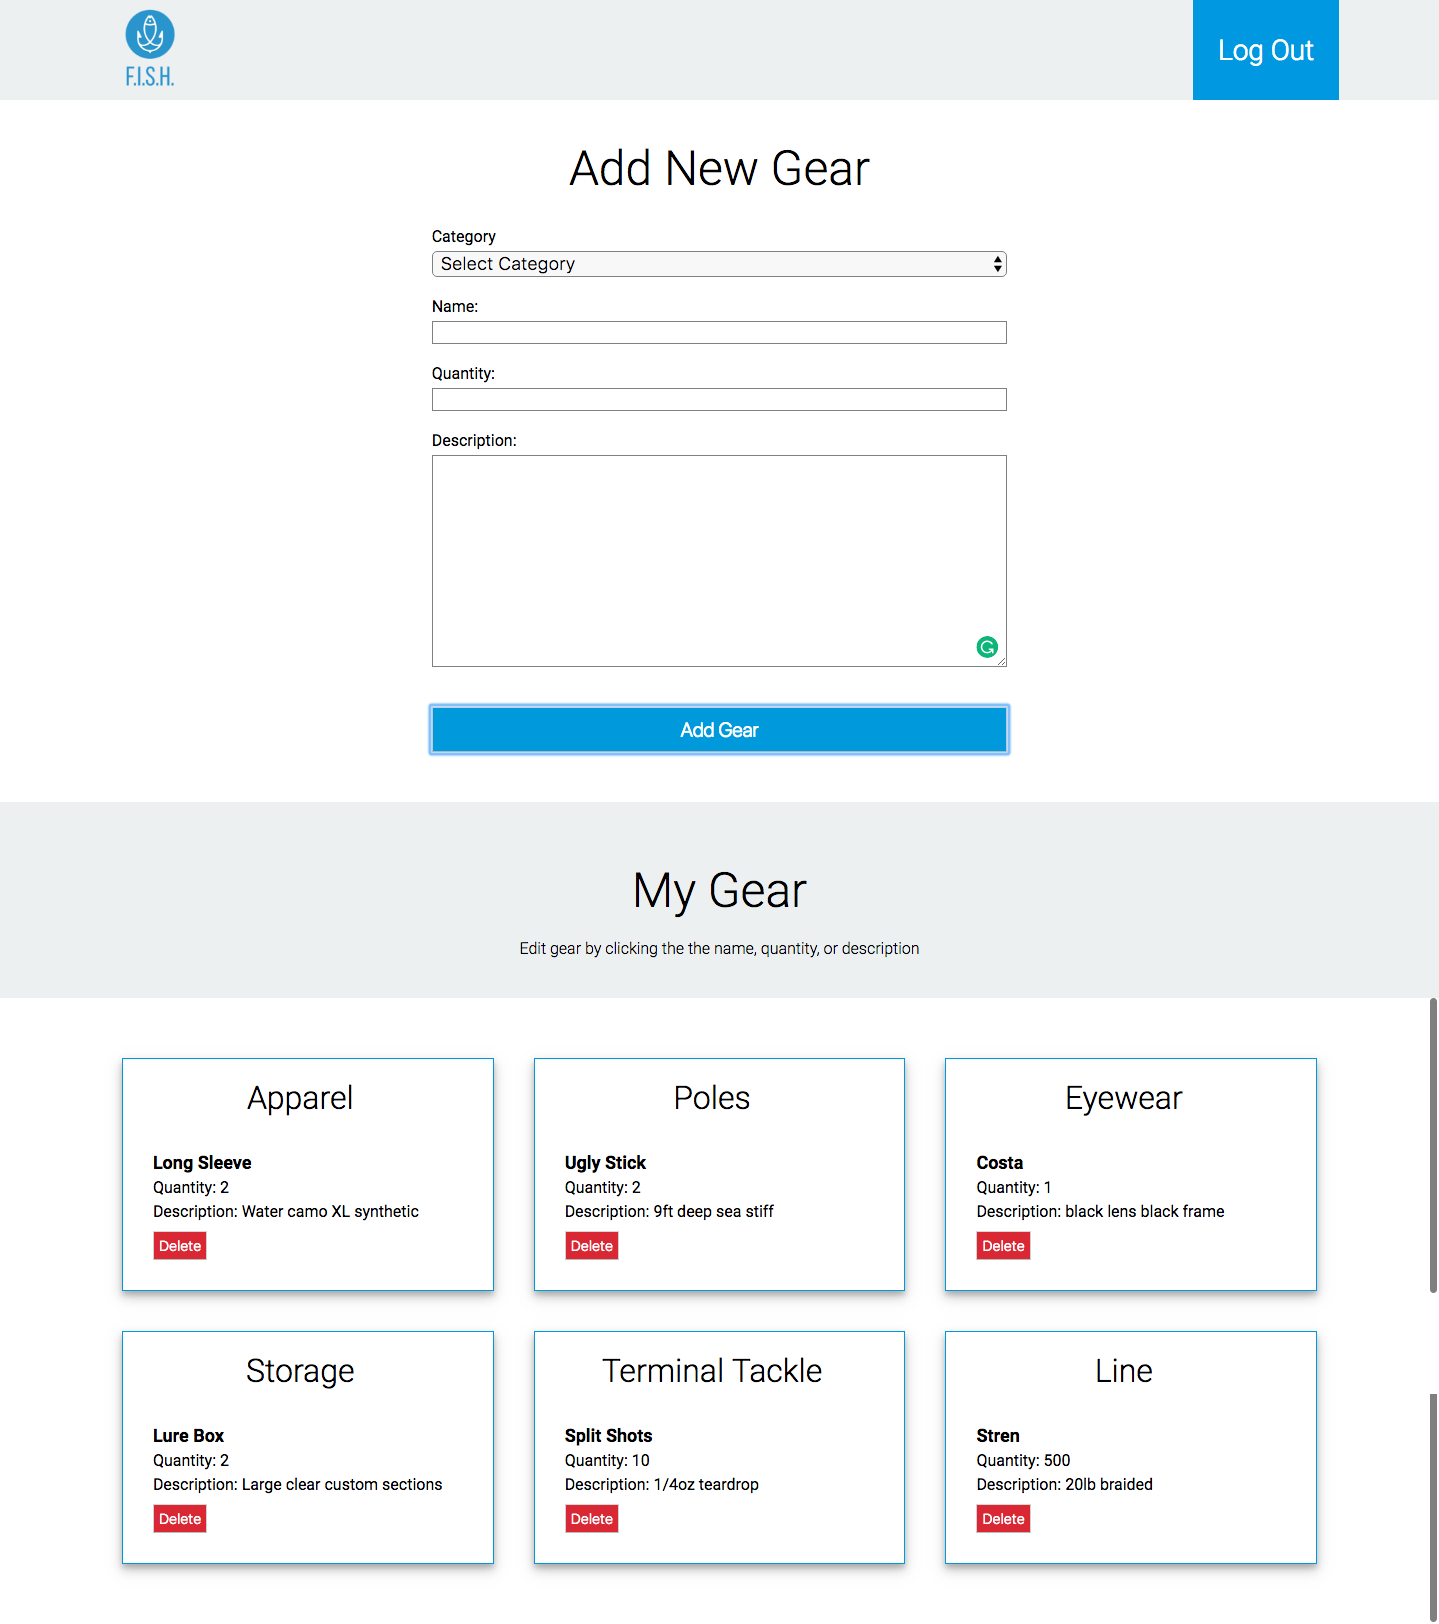 F.I.S.H.
Log Out
Add New Gear
Category
Select Category
Name:
Quantity:
Description:
Add Gear
My Gear
Edit gear by clicking the the name, quantity, or description
Apparel
Long Sleeve
Quantity: 2
Description: Water camo XL synthetic
Delete
Poles
Ugly Stick
Quantity: 2
Description: 9ft deep sea stiff
Delete
Eyewear
Costa
Quantity: 1
Description: black lens black frame
Delete
Storage
Lure Box
Quantity: 2
Description: Large clear custom sections
Delete
Terminal Tackle
Split Shots
Quantity: 10
Description: 1/4oz teardrop
Delete
Line
Stren
Quantity: 500
Description: 20lb braided
Delete